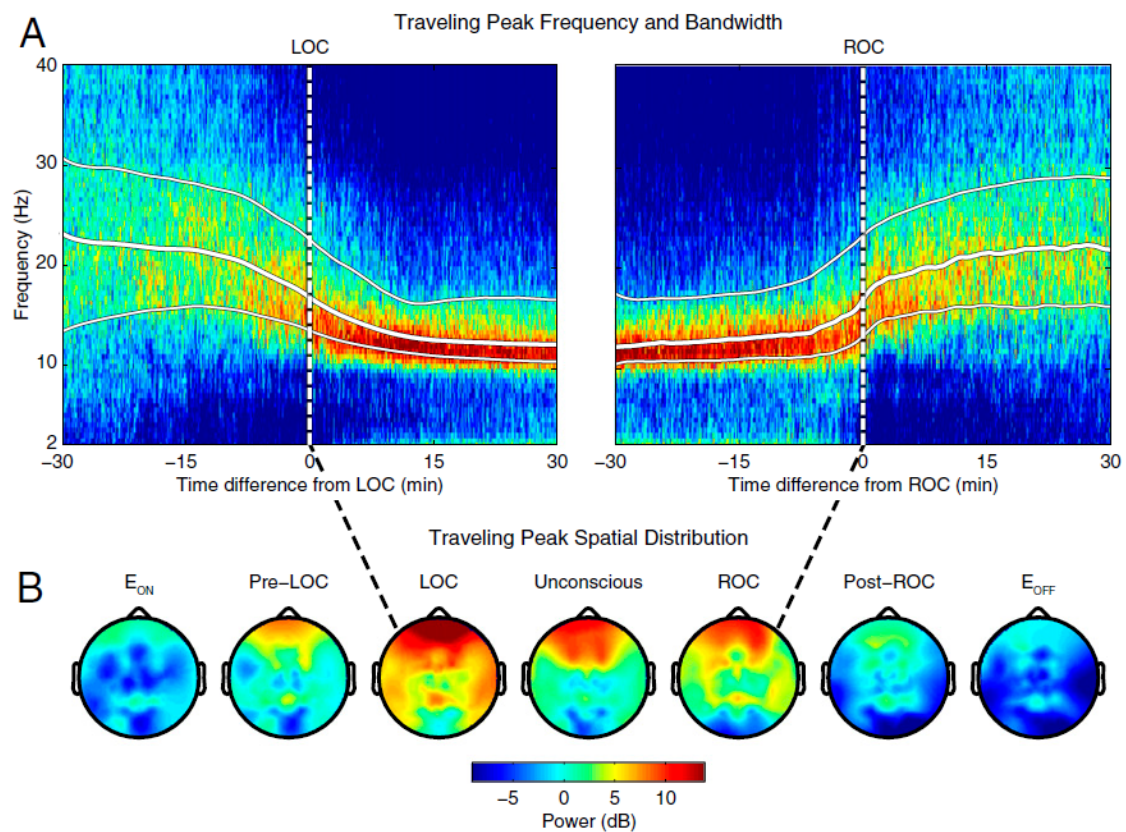 A
Traveling Peak Frequency and Bandwidth
LOC
ROC
Frequency (Hz)
40
30
20
10
2
−30
−15
0
15
30
−30
−15
0
15
30
Time difference from LOC (min)
Time difference from ROC (min)
Traveling Peak Spatial Distribution
B
E_ON
Pre−LOC
LOC
Unconscious
ROC
Post−ROC
E_OFF
−5
0
5
10
Power (dB)